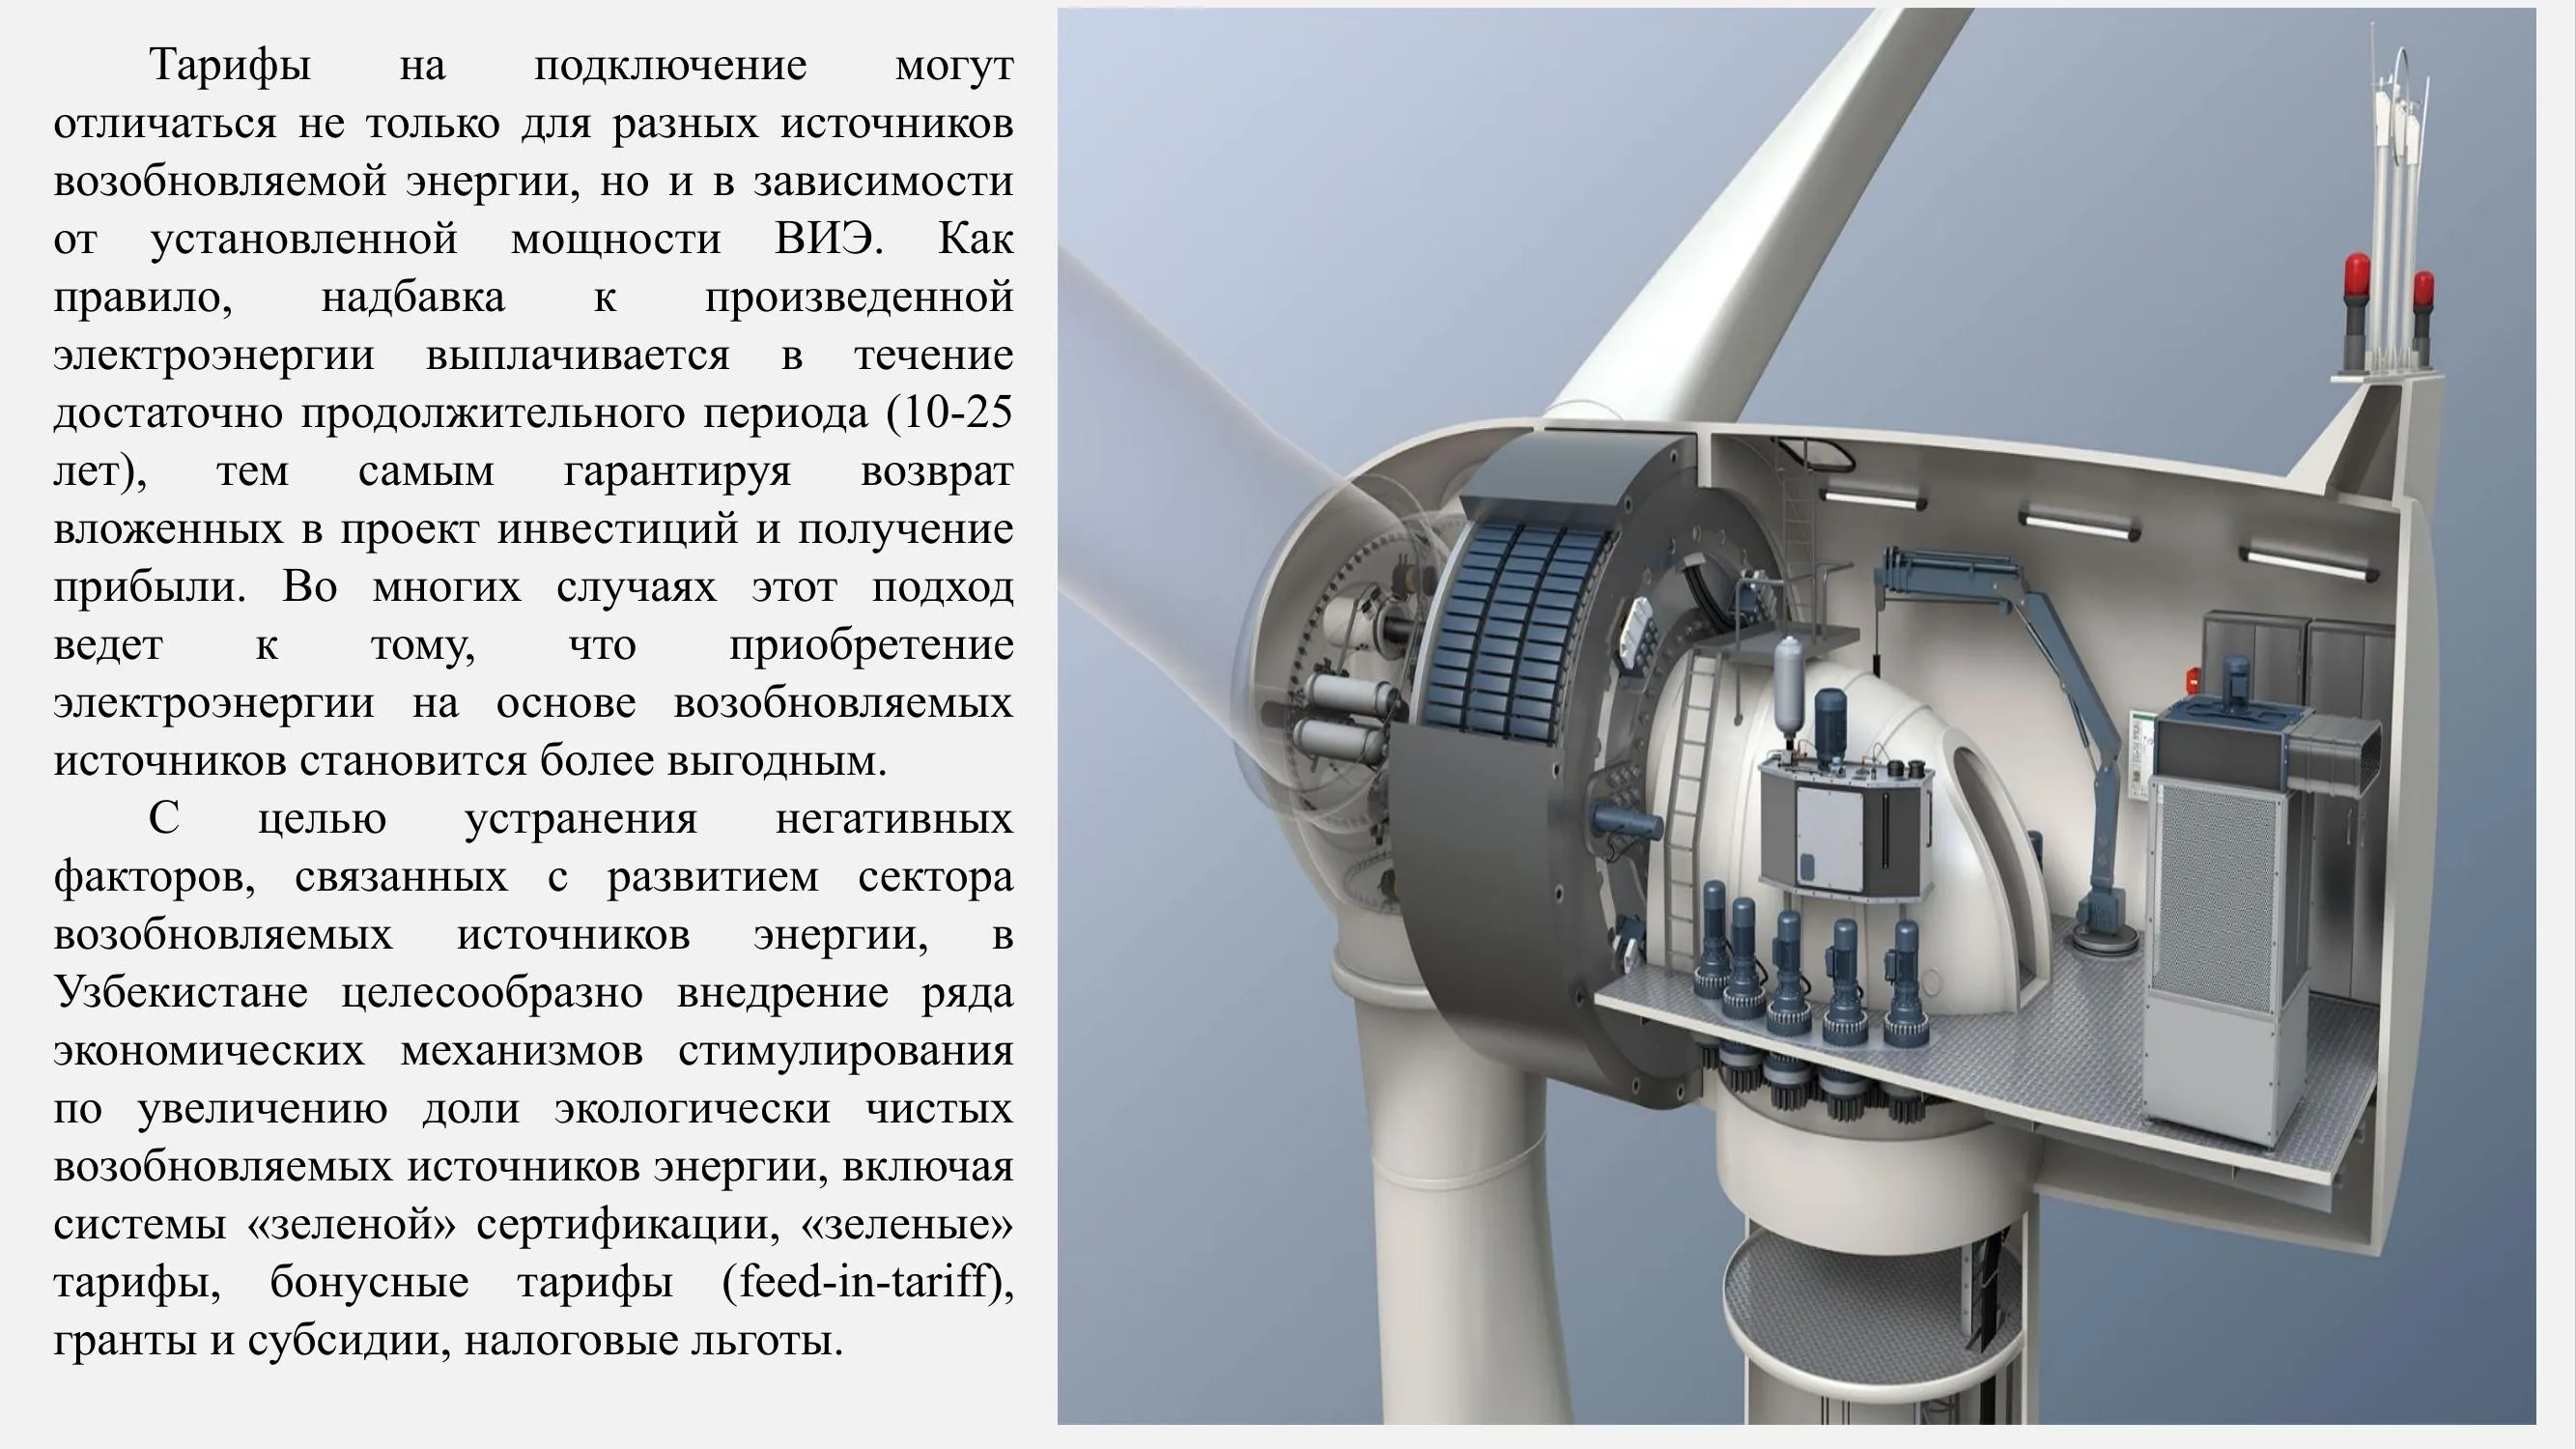 Тарифы на подключение могут
отличаться не только для разных источников
возобновляемой энергии, но и в зависимости
от установленной мощности ВИЭ. Как
правило, надбавка к произведенной
электроэнергии выплачивается в течение
достаточно продолжительного периода (10-25
лет), тем самым гарантируя возврат
вложенных в проект инвестиций и получение
прибыли. Во многих случаях этот подход
ведет к тому, что приобретение
электроэнергии на основе возобновляемых
источников становится более выгодным.
С целью устранения негативных
факторов, связанных с развитием сектора
возобновляемых источников энергии, в
Узбекистане целесообразно внедрение ряда
экономических механизмов стимулирования
по увеличению доли экологически чистых
возобновляемых источников энергии, включая
системы «зеленой» сертификации, «зеленые»
тарифы, бонусные тарифы (feed-in-tariff),
гранты и субсидии, налоговые льготы.